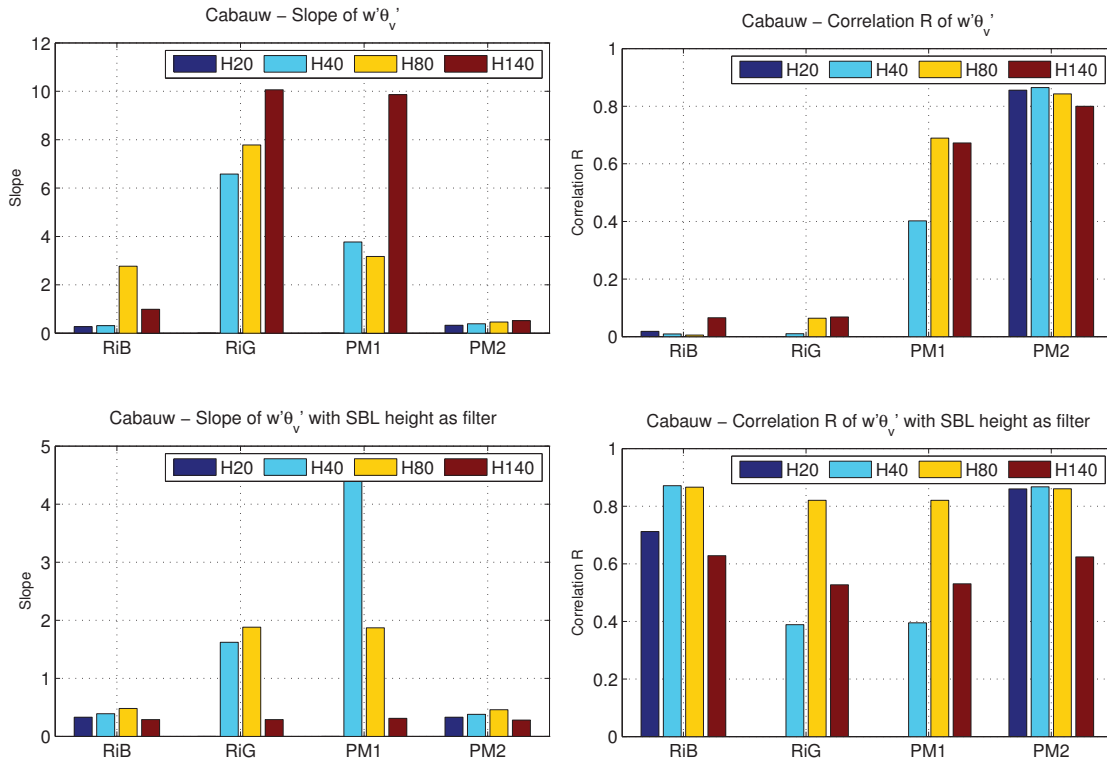 Cabauw − Slope of w'θv'
12
10
8
6
4
2
0
Slope
H20 H40 H80 H140
RiB RiG PM1 PM2
Cabauw − Correlation R of w'θv'
1
0.8
0.6
0.4
0.2
0
Correlation R
H20 H40 H80 H140
RiB RiG PM1 PM2
Cabauw − Slope of w'θv' with SBL height as filter
5
4
3
2
1
0
Slope
H20 H40 H80 H140
RiB RiG PM1 PM2
Cabauw − Correlation R of w'θv' with SBL height as filter
1
0.8
0.6
0.4
0.2
0
Correlation R
H20 H40 H80 H140
RiB RiG PM1 PM2